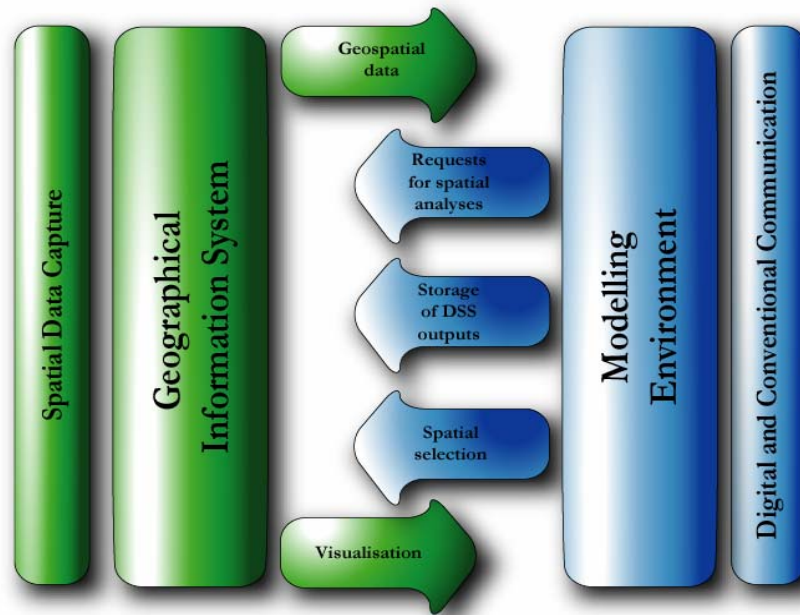 Spatial Data Capture
Geographical
Information System
Geospatial
data
Requests
for spatial
analyses
Storage
of DSS
outputs
Spatial
selection
Visualisation
Modelling
Environment
Digital and Conventional Communication